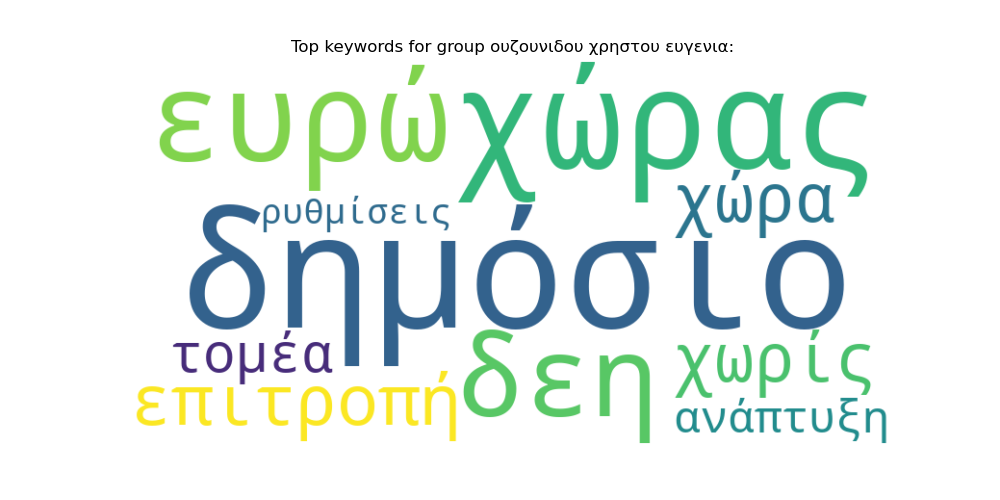 Top keywords for group ουζουνιδου χρηστου ευγενια:
ευρώ χώρας
ρυθμίσεις χώρα
δημόσιο
τομέα δεη χωρίς
επιτροπή ανάπτυξη